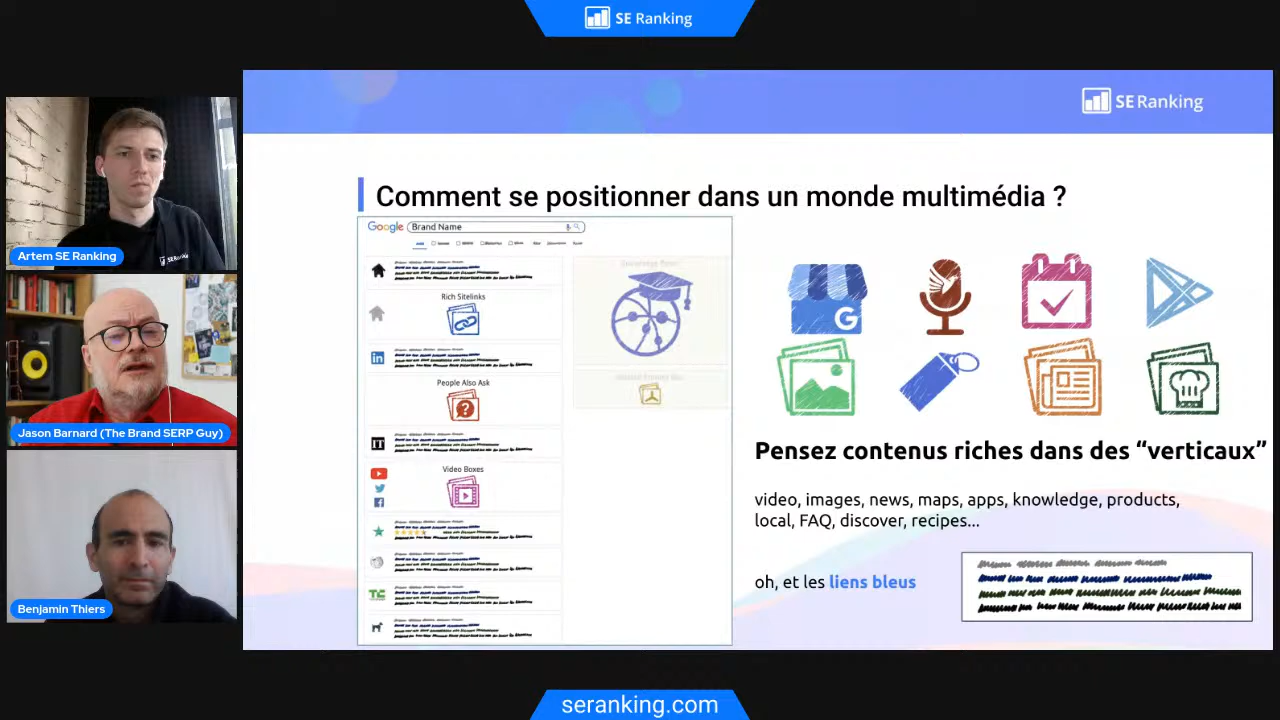 SE Ranking
SE Ranking
Comment se positionner dans un monde multimédia ?
Google
Brand Name
Rich Sitelinks
People Also Ask
Video Boxes
G
Pensez contenus riches dans des “verticaux”
video, images, news, maps, apps, knowledge, products,
local, FAQ, discover, recipes...
oh, et les liens bleus
Artem SE Ranking
Jason Barnard (The Brand SERP Guy)
Benjamin Thiers
seranking.com